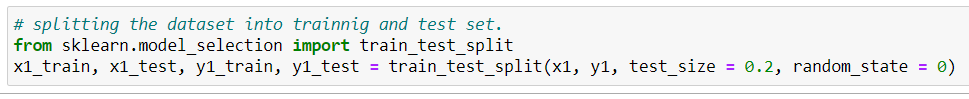 # splitting the dataset into trainnig and test set.
from sklearn.model_selection import train_test_split
x1_train, x1_test, y1_train, y1_test = train_test_split(x1, y1, test_size = 0.2, random_state = 0)